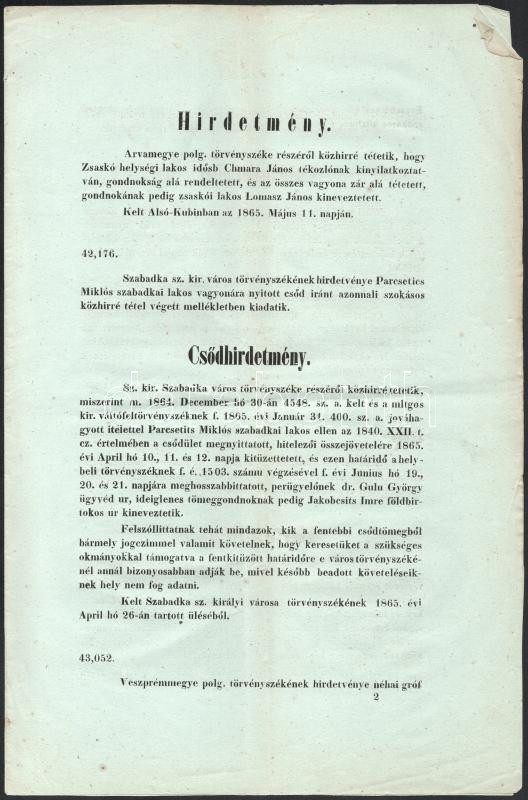 Hirdetmény.
Arvamegye polg. törvényszéke részéről közhirré tétetik, hogy
Zsaskó helységi lakos idősb Chmara János tékozlónak kinyilatkoztat-
ván, gondnokság alá rendeltetett, és az összes vagyona zár alá tétetett,
gondnokának pedig zsaskói lakos Lomasz János kineveztetett.
Kelt Alsó-Kubinban az 1865. Május 11. napján.
42,176.
Szabadka sz. kir. város törvényszékének hirdetvénye Parcsetics
Miklós szabadkai lakos vagyonára nyitott csőd iránt azonnali szokásos
közhirré tétel végett mellékletben kiadatik.
Csődhirdetmény.
Sz. kir. Szabadka város törvényszéke részéről közhirré tétetik,
miszerint m. 1864. December hó 30-án 4548. sz. a. kelt és a mltgos
kir. váltófeltörvényszéknek f. 1865. évi Január 31. 400. sz. a. jováha-
gyott itélettel Parcsetits Miklós szabadkai lakos ellen az 1840. XXII. t.
cz. értelmében a csődület megnyittatott, hitelezői összejövetelére 1865.
évi April hó 10., 11. és 12. napja kitüzettetett, és ezen határidő a hely-
beli törvényszéknek f. é. 1503. számu végzésével f. évi Junius hó 19.,
20. és 21. napjára meghosszabbittatott, perügyelőnek dr. Gulu György
ügyvéd ur, ideiglenes tömeggondnoknak pedig Jakobcsits Imre földbir-
tokos ur kineveztetik.
Felszóllittatnak tehát mindazok, kik a fentebbi csődtömegből
bármely jogczimmel valamit követelnek, hogy keresetüket a szükséges
okmányokkal támogatva a fentkitüzött határidőre e város törvényszéké-
nél annál bizonyosabban adják be, mivel később beadott követeléseik-
nek hely nem fog adatni.
Kelt Szabadka sz. királyi városa törvényszékének 1865. évi
April hó 26-án tartott üléséből.
43,052.
Veszprémmegye polg. törvényszékének hirdetvénye néhai gróf
2